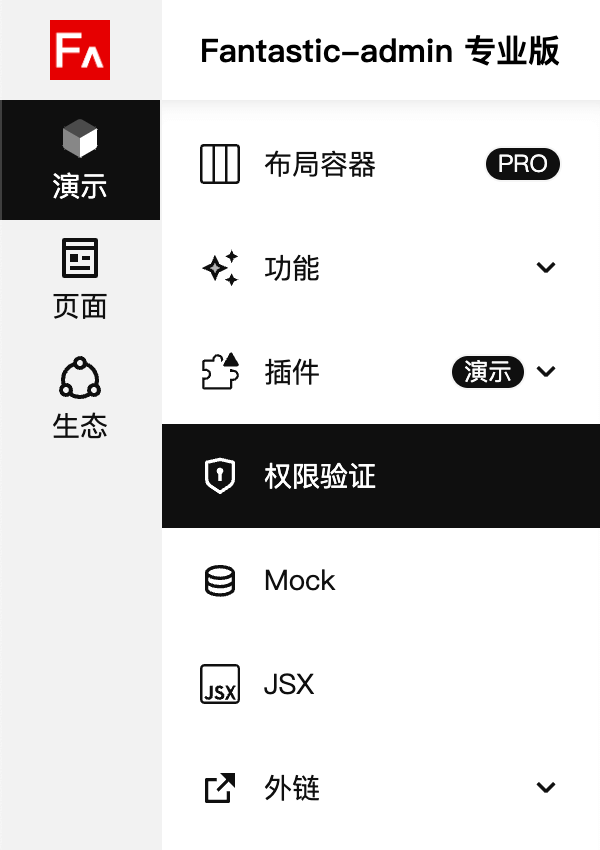 FA
Fantastic-admin 专业版
演示
页面
生态
布局容器 PRO
功能
插件 演示
权限验证
Mock
JSX JSX
外链